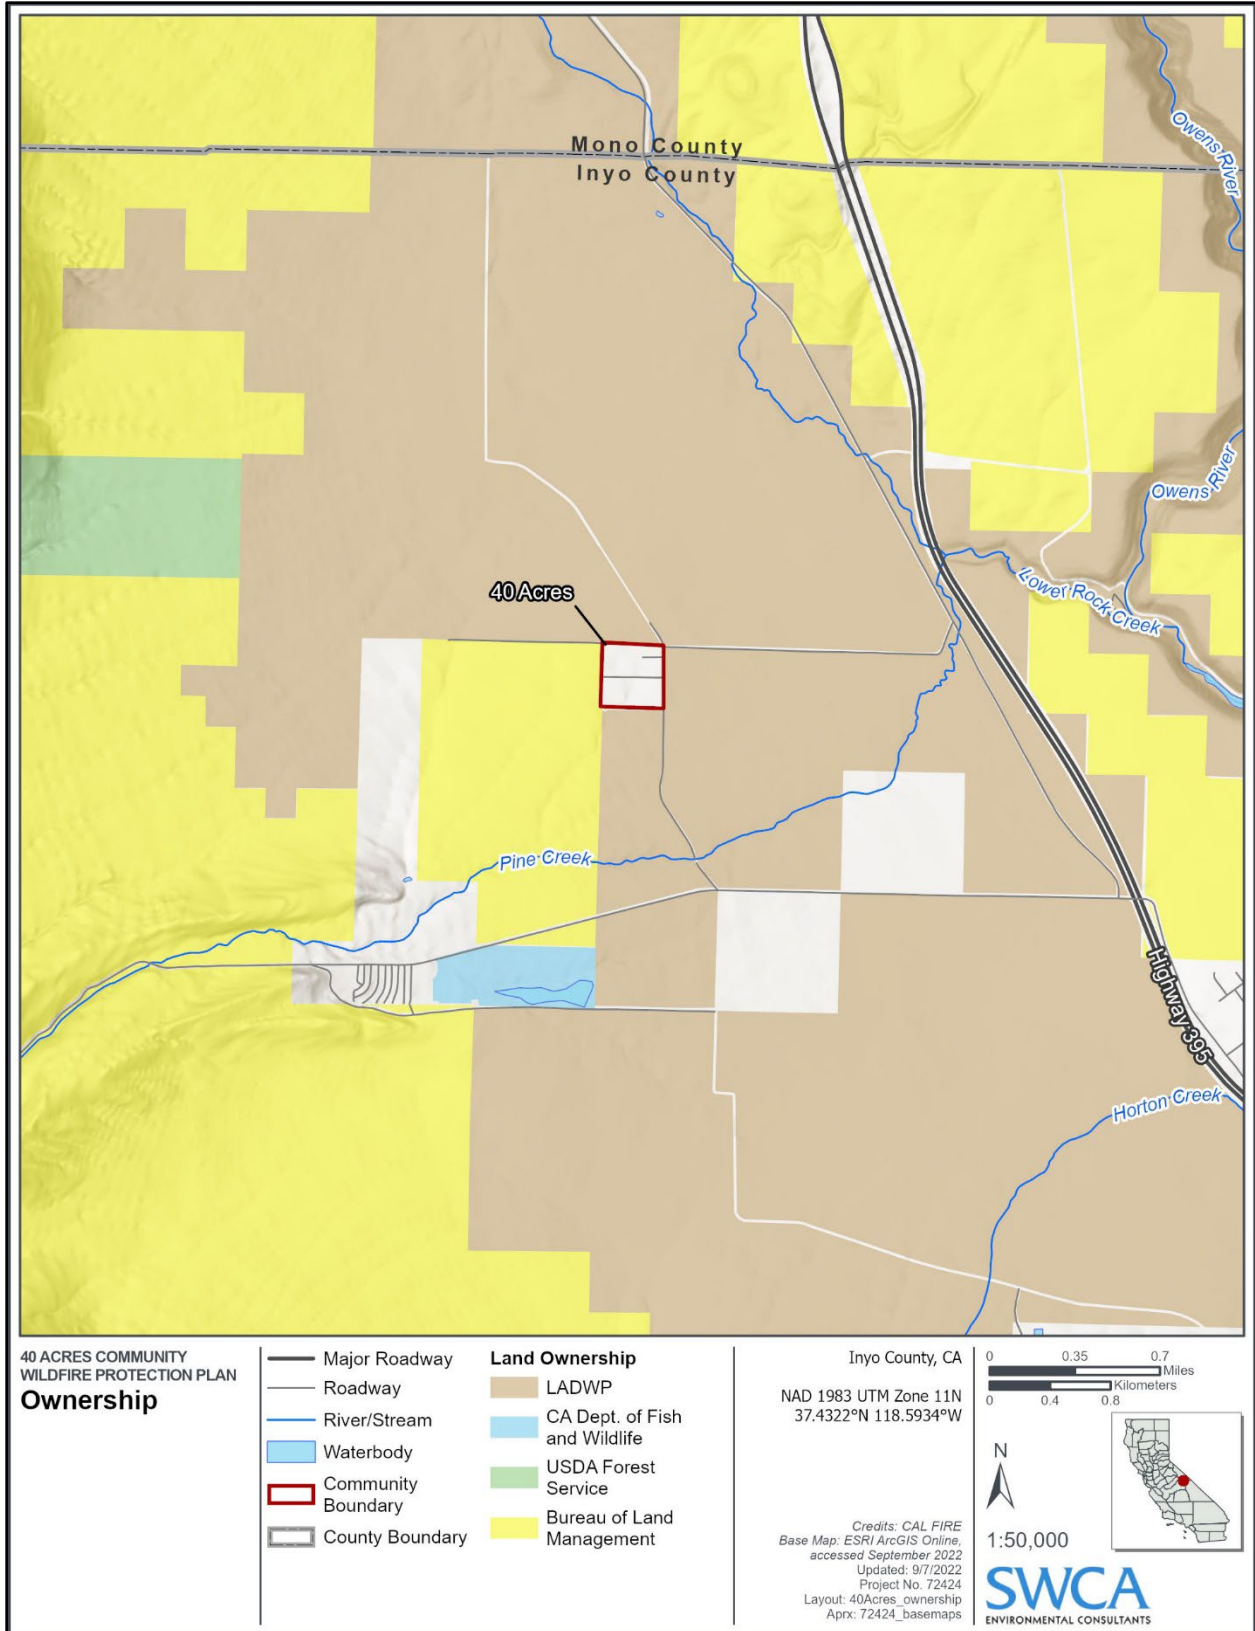 Mono County
Inyo County
Owens River
Owens River
Lower Rock Creek
40 Acres
Pine Creek
Highway 395
Horton Creek
40 ACRES COMMUNITY
WILDFIRE PROTECTION PLAN
Ownership
Major Roadway
Roadway
River/Stream
Waterbody
Community
Boundary
County Boundary
Land Ownership
LADWP
CA Dept. of Fish
and Wildlife
USDA Forest
Service
Bureau of Land
Management
Inyo County, CA
NAD 1983 UTM Zone 11N
37.4322°N 118.5934°W
Credits: CAL FIRE
Base Map: ESRI ArcGIS Online,
accessed September 2022
Updated: 9/7/2022
Project No. 72424
Layout: 40Acres_ownership
Aprx: 72424_basemaps
0 0.35 0.7
Miles
Kilometers
0 0.4 0.8
N
1:50,000
SWCA
ENVIRONMENTAL CONSULTANTS